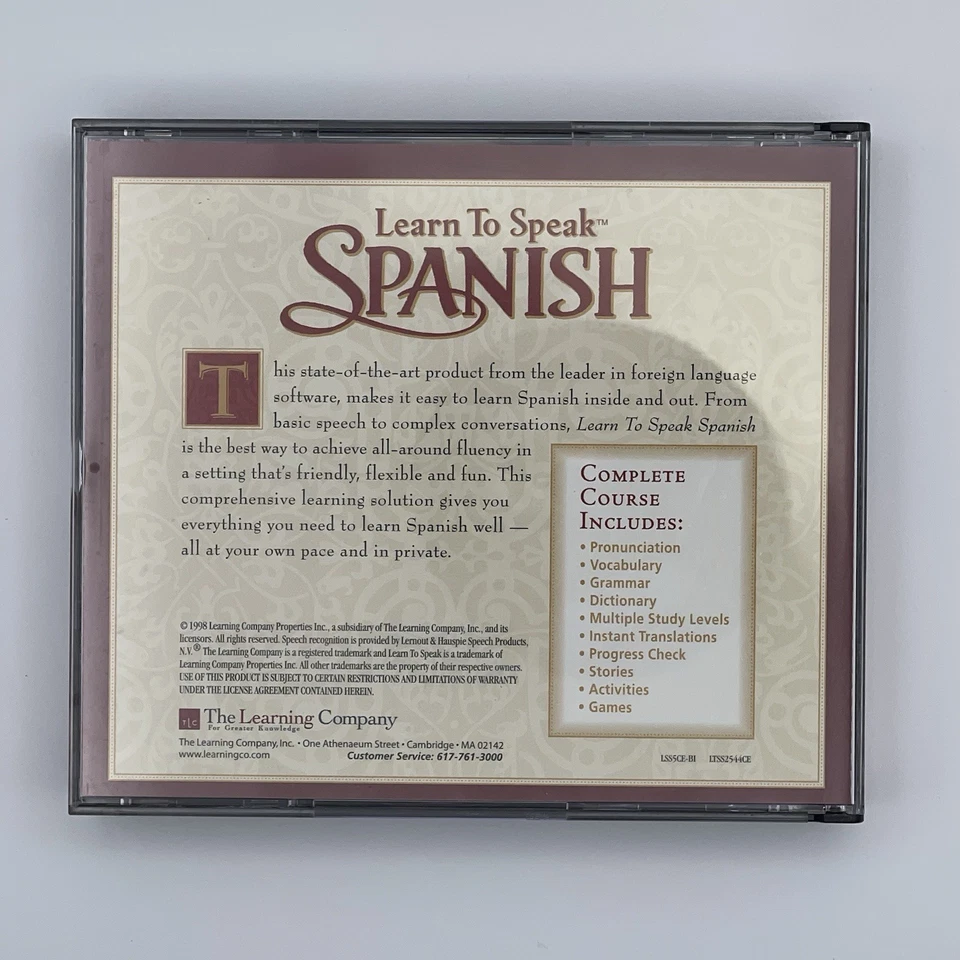 Learn To Speak™
SPANISH
This state-of-the-art product from the leader in foreign language
software, makes it easy to learn Spanish inside and out. From
basic speech to complex conversations, Learn To Speak Spanish
is the best way to achieve all-around fluency in
a setting that's friendly, flexible and fun. This
comprehensive learning solution gives you
everything you need to learn Spanish well —
all at your own pace and in private.
COMPLETE
COURSE
INCLUDES:
• Pronunciation
• Vocabulary
• Grammar
• Dictionary
• Multiple Study Levels
• Instant Translations
• Progress Check
• Stories
• Activities
• Games
© 1998 Learning Company Properties Inc., a subsidiary of The Learning Company, Inc., and its
licensors. All rights reserved. Speech recognition is provided by Lernout & Hauspie Speech Products,
N.V.® The Learning Company is a registered trademark and Learn To Speak is a trademark of
Learning Company Properties Inc. All other trademarks are the property of their respective owners.
USE OF THIS PRODUCT IS SUBJECT TO CERTAIN RESTRICTIONS AND LIMITATIONS OF WARRANTY
UNDER THE LICENSE AGREEMENT CONTAINED HEREIN.
TLC The Learning Company
For Greater Knowledge
The Learning Company, Inc. • One Athenaeum Street • Cambridge • MA 02142
www.learningco.com Customer Service: 617-761-3000
LSS5CE-BI LTSS2544CE